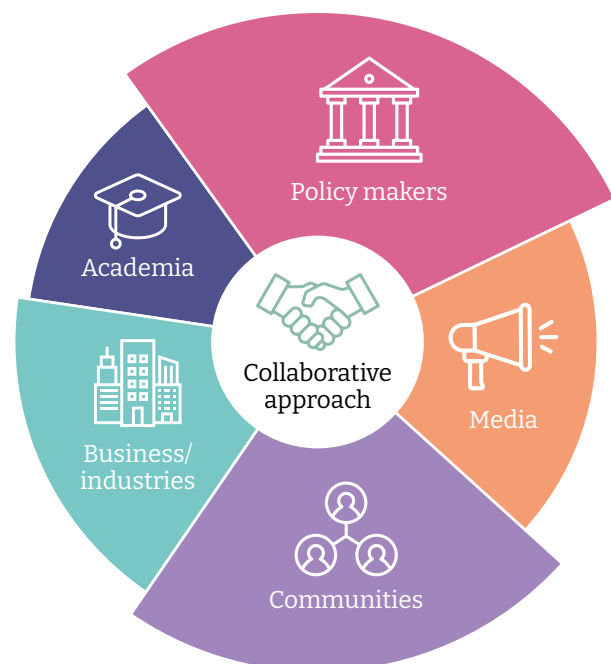 Policy makers
Academia
Collaborative
approach
Media
Business/
industries
Communities